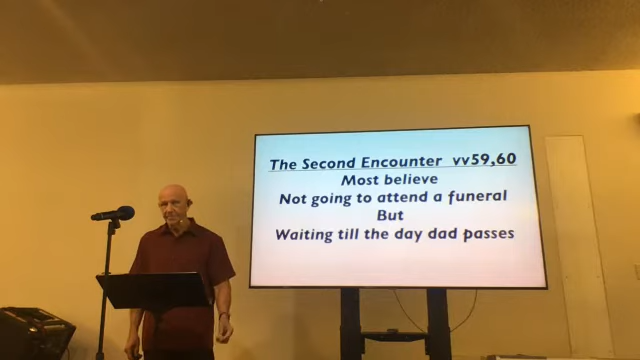 The Second Encounter vv59,60
Most believe
Not going to attend a funeral
But
Waiting till the day dad passes